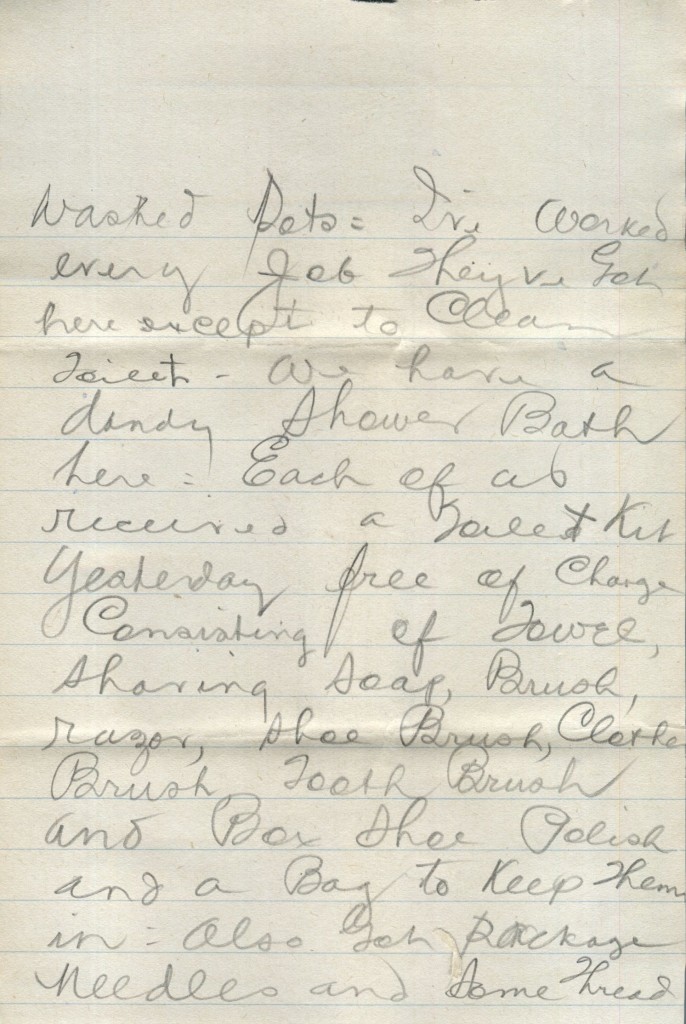 Washed Pots = I've worked
every Job They've Got
here except to Clean
Toilet - We have a
dandy Shower Bath
here = Each of us
received a Toilet Kit
Yesterday free of Charge
Consisting of Towel,
Shaving Soap, Brush,
razor, Shoe Brush, Clothe
Brush, Tooth Brush
and Box Shoe Polish
and a Bag to Keep Them
in = Also Got Package
Needles and Some Thread